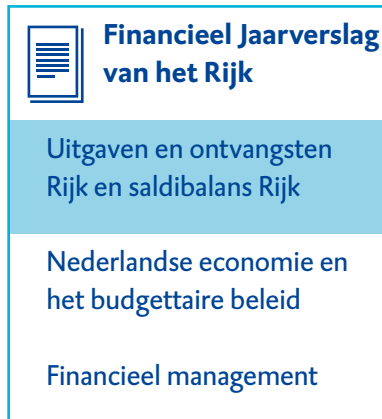 Financieel Jaarverslag
van het Rijk
Uitgaven en ontvangsten
Rijk en saldibalans Rijk
Nederlandse economie en
het budgettaire beleid
Financieel management